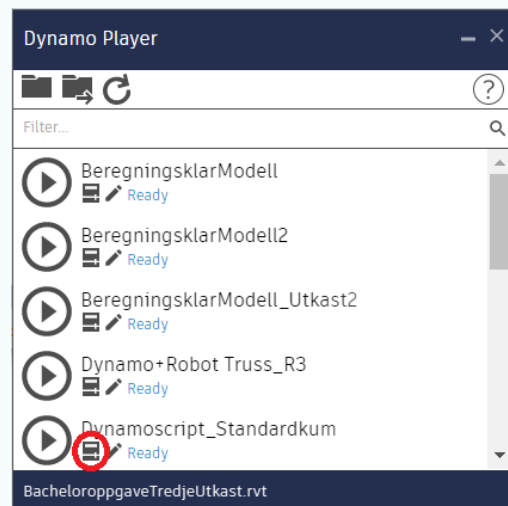 Dynamo Player
?
Filter...
BeregningsklarModell
Ready
BeregningsklarModell2
Ready
BeregningsklarModell_Utkast2
Ready
Dynamo+Robot Truss_R3
Ready
Dynamoscript_Standardkum
Ready
BacheloroppgaveTredjeUtkast.rvt